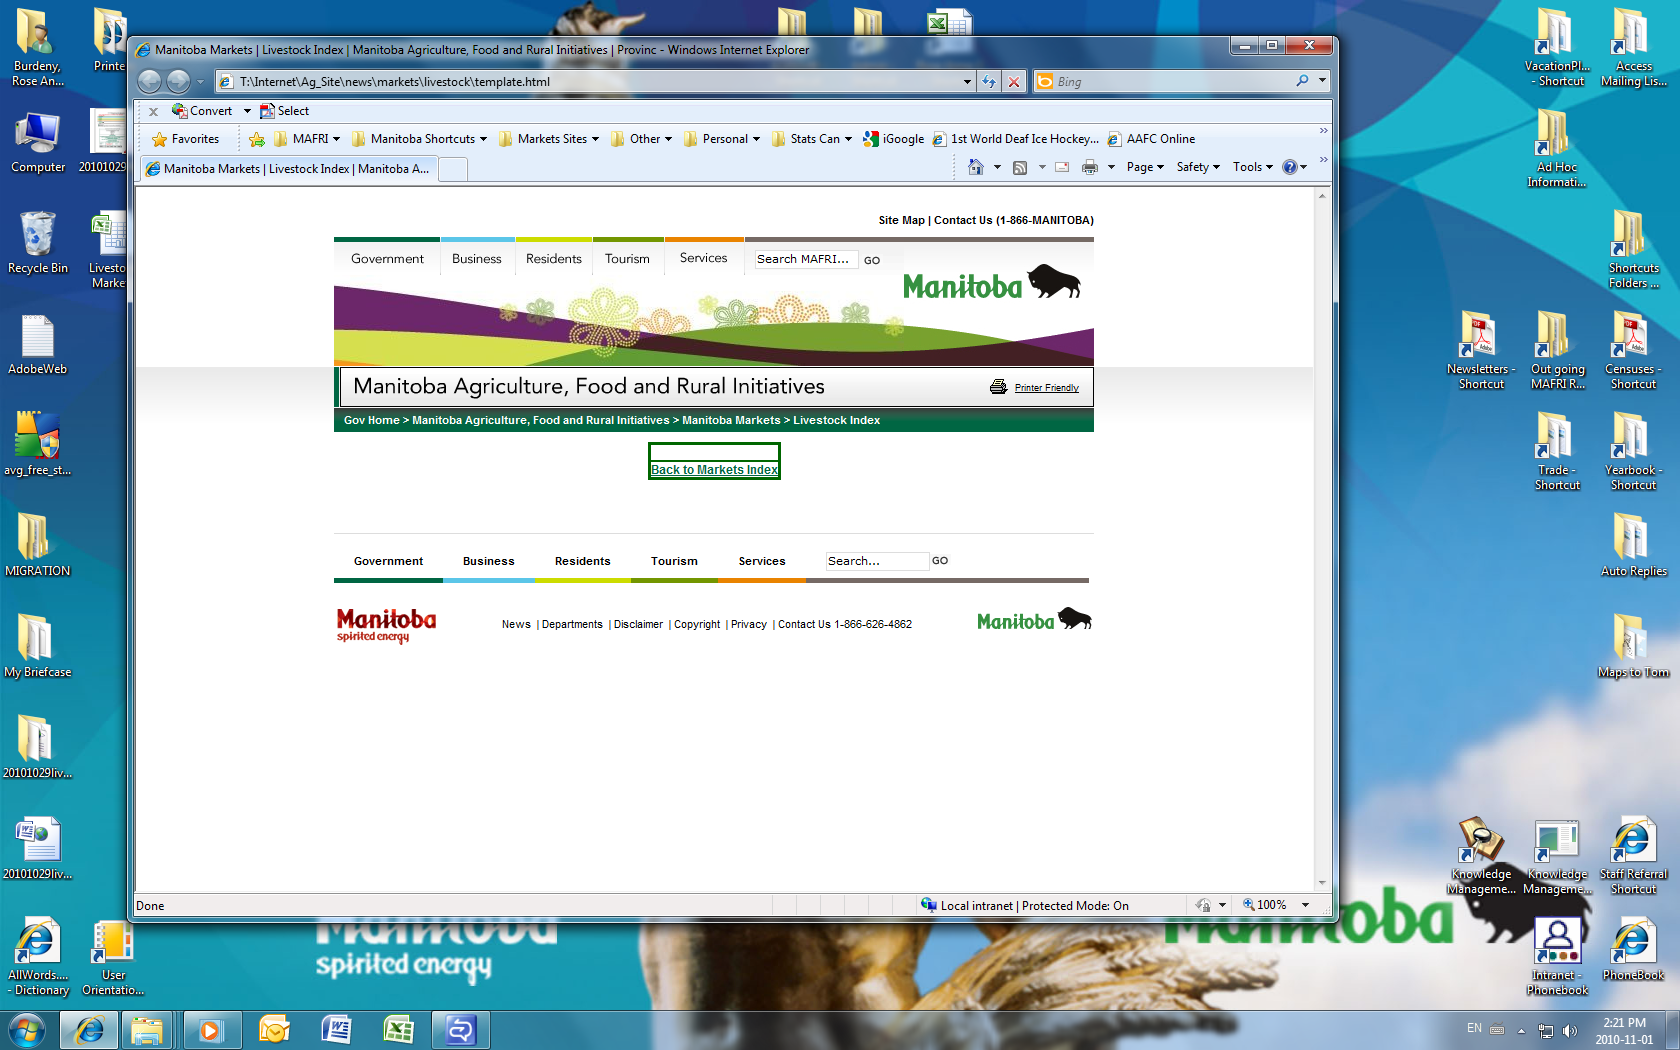 Burdeny,
Rose An...
Printe
Computer
20101029
Recycle Bin
Livesto
Marke
AdobeWeb
avg_free_st...
MIGRATION
My Briefcase
20101029liv...
20101029liv...
AllWords....
- Dictionary
User
Orientatio...
Manitoba Markets | Livestock Index | Manitoba Agriculture, Food and Rural Initiatives | Provinc - Windows Internet Explorer
T:\Internet\Ag_Site\news\markets\livestock\template.html
Bing
x Convert Select
Favorites MAFRI Manitoba Shortcuts Markets Sites Other Personal Stats Can iGoogle 1st World Deaf Ice Hockey... AAFC Online
Manitoba Markets | Livestock Index | Manitoba A...
Page Safety Tools
Site Map | Contact Us (1-866-MANITOBA)
Government Business Residents Tourism Services Search MAFRI... GO
Manitoba
Manitoba Agriculture, Food and Rural Initiatives
Printer Friendly
Gov Home > Manitoba Agriculture, Food and Rural Initiatives > Manitoba Markets > Livestock Index
Back to Markets Index
Government Business Residents Tourism Services Search... GO
Manitoba
spirited energy
News | Departments | Disclaimer | Copyright | Privacy | Contact Us 1-866-626-4862
Manitoba
Done
Local intranet | Protected Mode: On
100%
VacationPl...
- Shortcut
Access
Mailing Lis...
Ad Hoc
Informati...
Shortcuts
Folders ...
Newsletters -
Shortcut
Out going
MAFRI R...
Censuses -
Shortcut
Trade -
Shortcut
Yearbook -
Shortcut
Auto Replies
Maps to Tom
Knowledge
Manageme...
Knowledge
Manageme...
Staff Referral
Shortcut
Intranet -
Phonebook
PhoneBook
Manitoba
spirited energy
Manitoba
EN
2:21 PM
2010-11-01